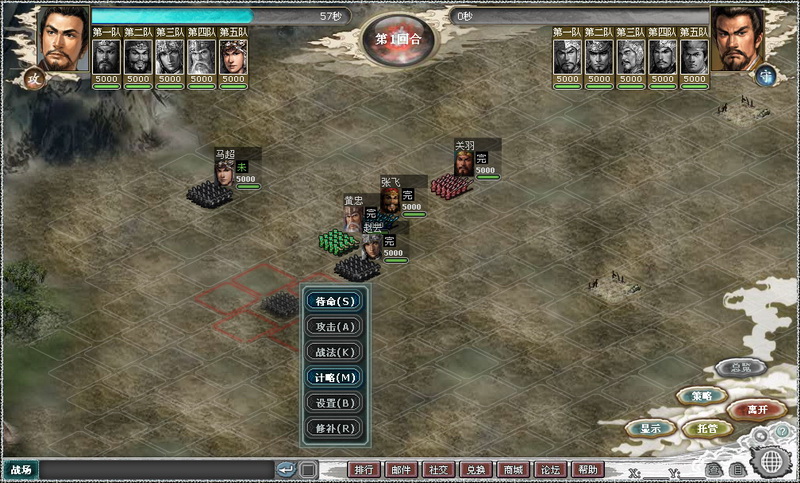 57秒
第1回合
0秒
第一队 第二队 第三队 第四队 第五队
第一队 第二队 第三队 第四队 第五队
攻
守
5000 5000 5000 5000 5000
5000 5000 5000 5000 5000
关羽
完
5000
马超
未
5000
张飞
完
5000
黄忠
完
赵云
完
5000
待命(S)
攻击(A)
战法(K)
计略(M)
设置(B)
修补(R)
策略
离开
显示
托管
战场
排行
邮件
社交
兑换
商城
论坛
帮助
X:
Y: